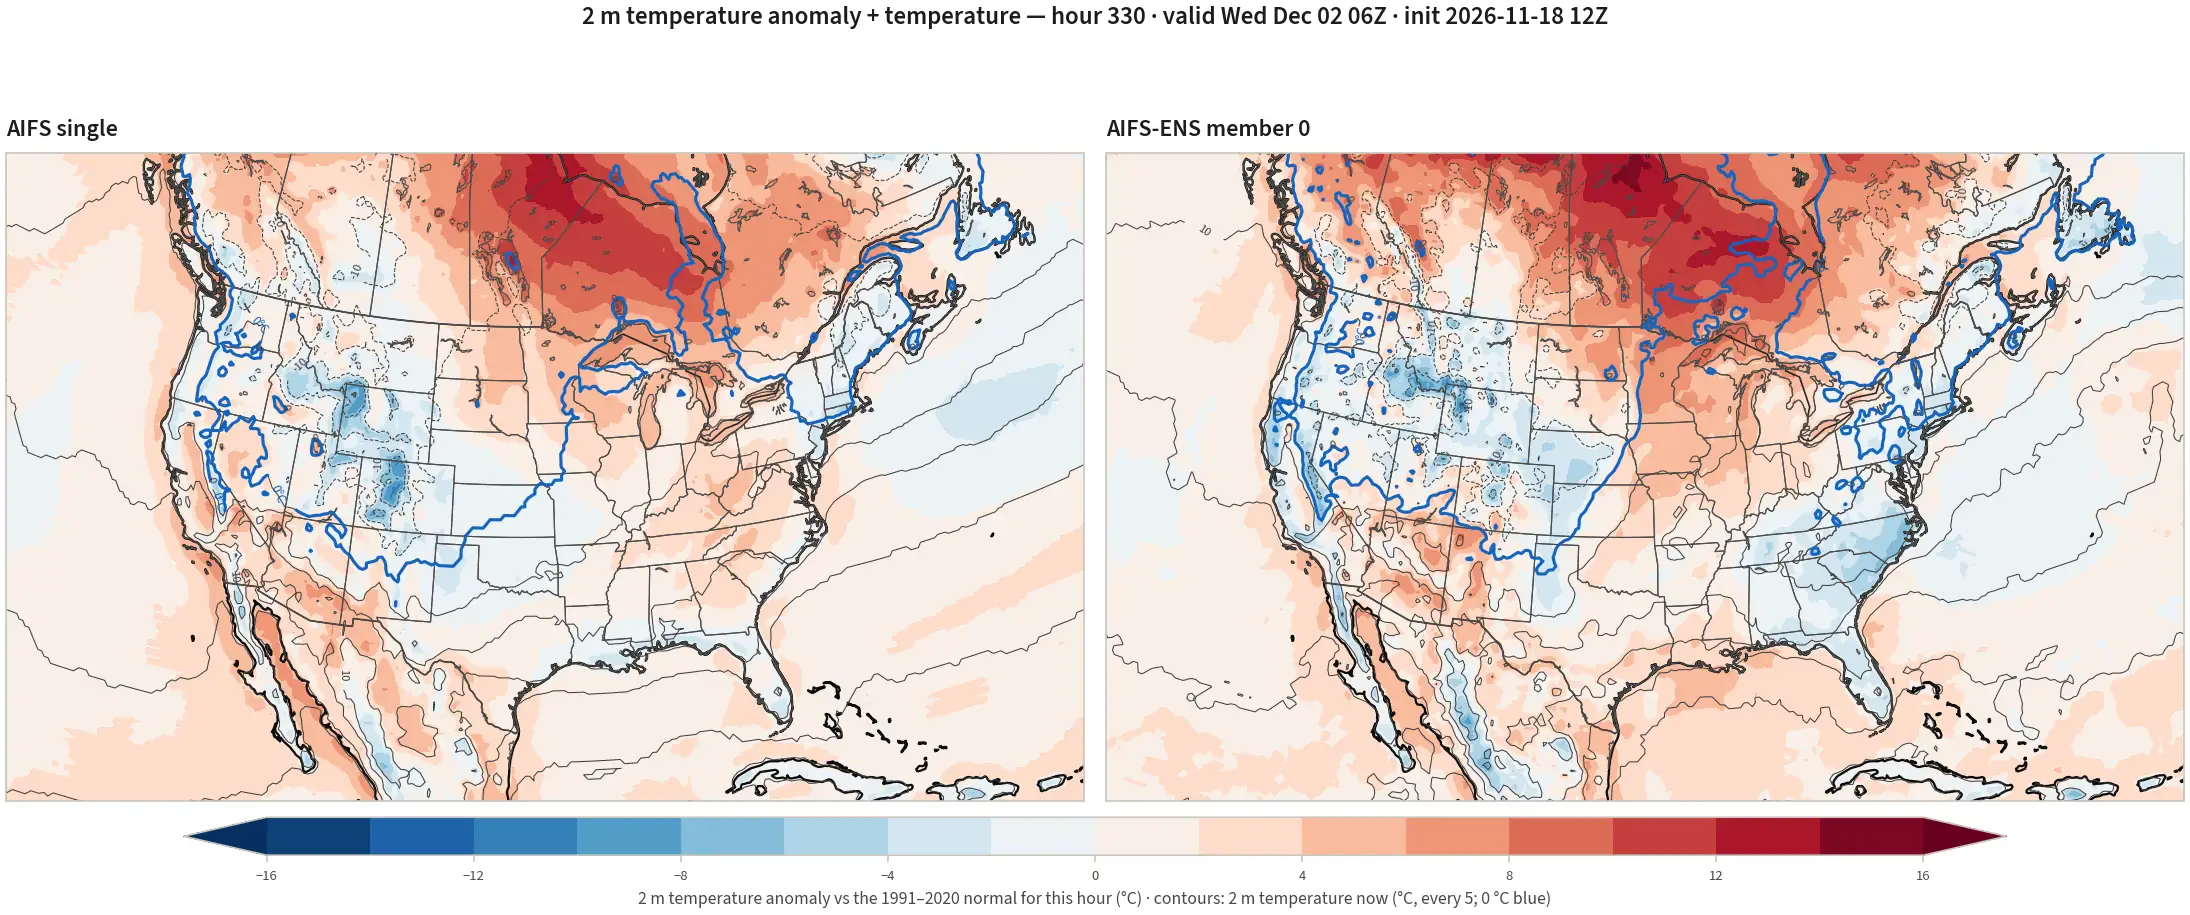 2 m temperature anomaly + temperature — hour 330 · valid Wed Dec 02 06Z · init 2026-11-18 12Z
AIFS single
AIFS-ENS member 0
−16 −12 −8 −4 0 4 8 12 16
2 m temperature anomaly vs the 1991–2020 normal for this hour (°C) · contours: 2 m temperature now (°C, every 5; 0 °C blue)